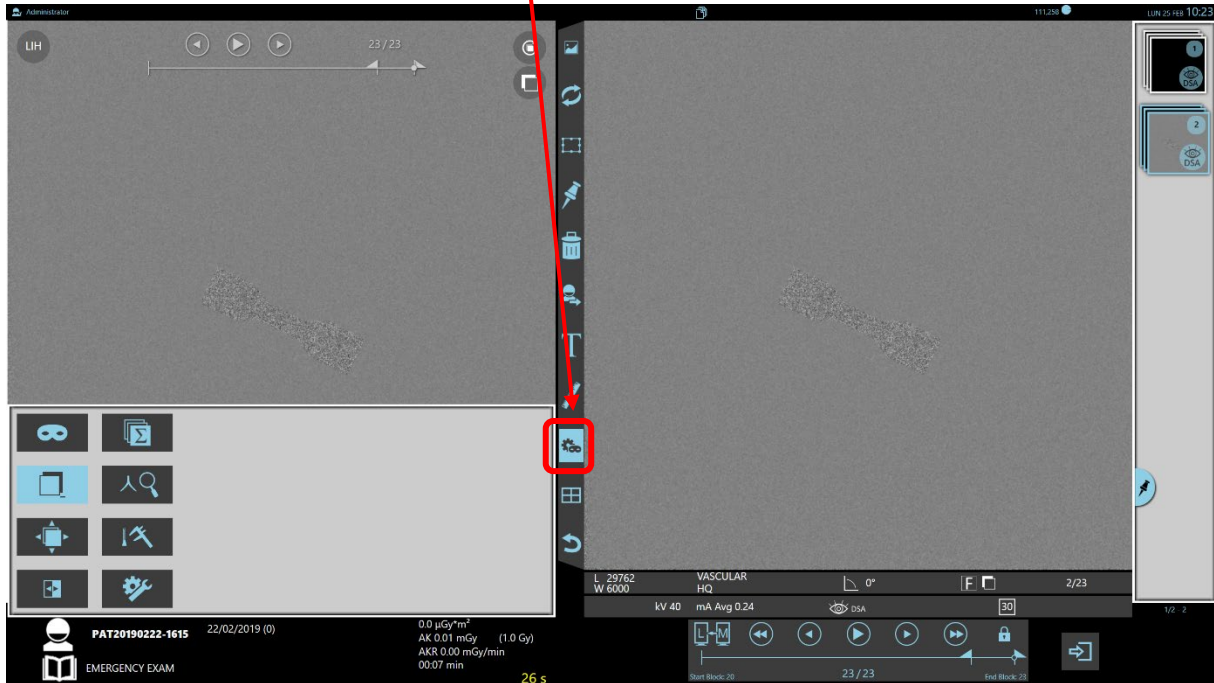 Administrator
111,258
LUN 25 FEB 10:23
LIH
23/23
1
DSA
2
DSA
T
Σ
L 29762
W 6000
VASCULAR
HQ
0°
F
2/23
kV 40
mA Avg 0.24
DSA
30
1/2 - 2
PAT20190222-1615
22/02/2019 (0)
EMERGENCY EXAM
0.0 µGy*m²
AK 0.01 mGy (1.0 Gy)
AKR 0.00 mGy/min
00:07 min
26 s
L M
Start Block: 20
23/23
End Block: 23